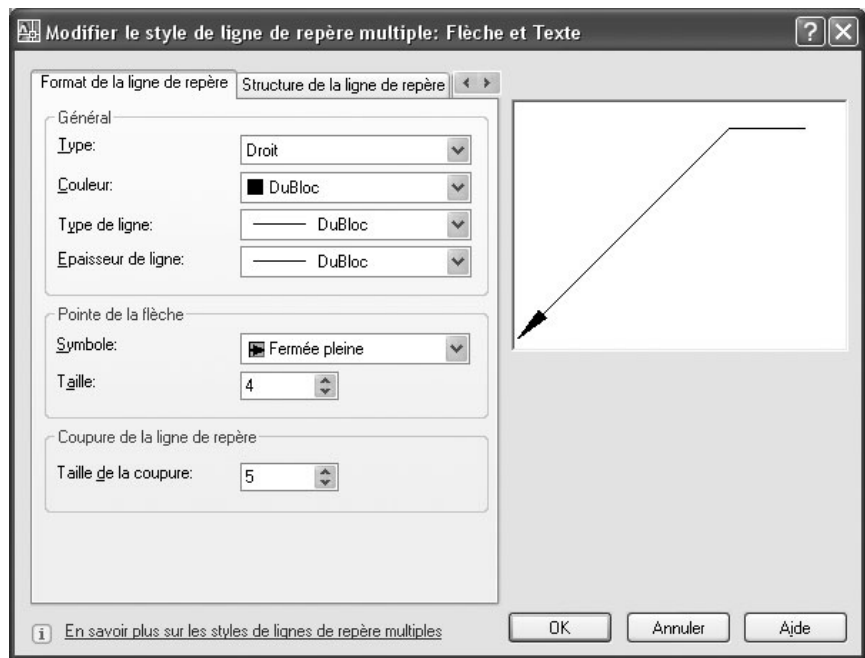 Modifier le style de ligne de repère multiple: Flèche et Texte
Format de la ligne de repère Structure de la ligne de repère
Général
Type: Droit
Couleur: DuBloc
Type de ligne: DuBloc
Epaisseur de ligne: DuBloc
Pointe de la flèche
Symbole: Fermée pleine
Taille: 4
Coupure de la ligne de repère
Taille de la coupure: 5
En savoir plus sur les styles de lignes de repère multiples
OK Annuler Aide